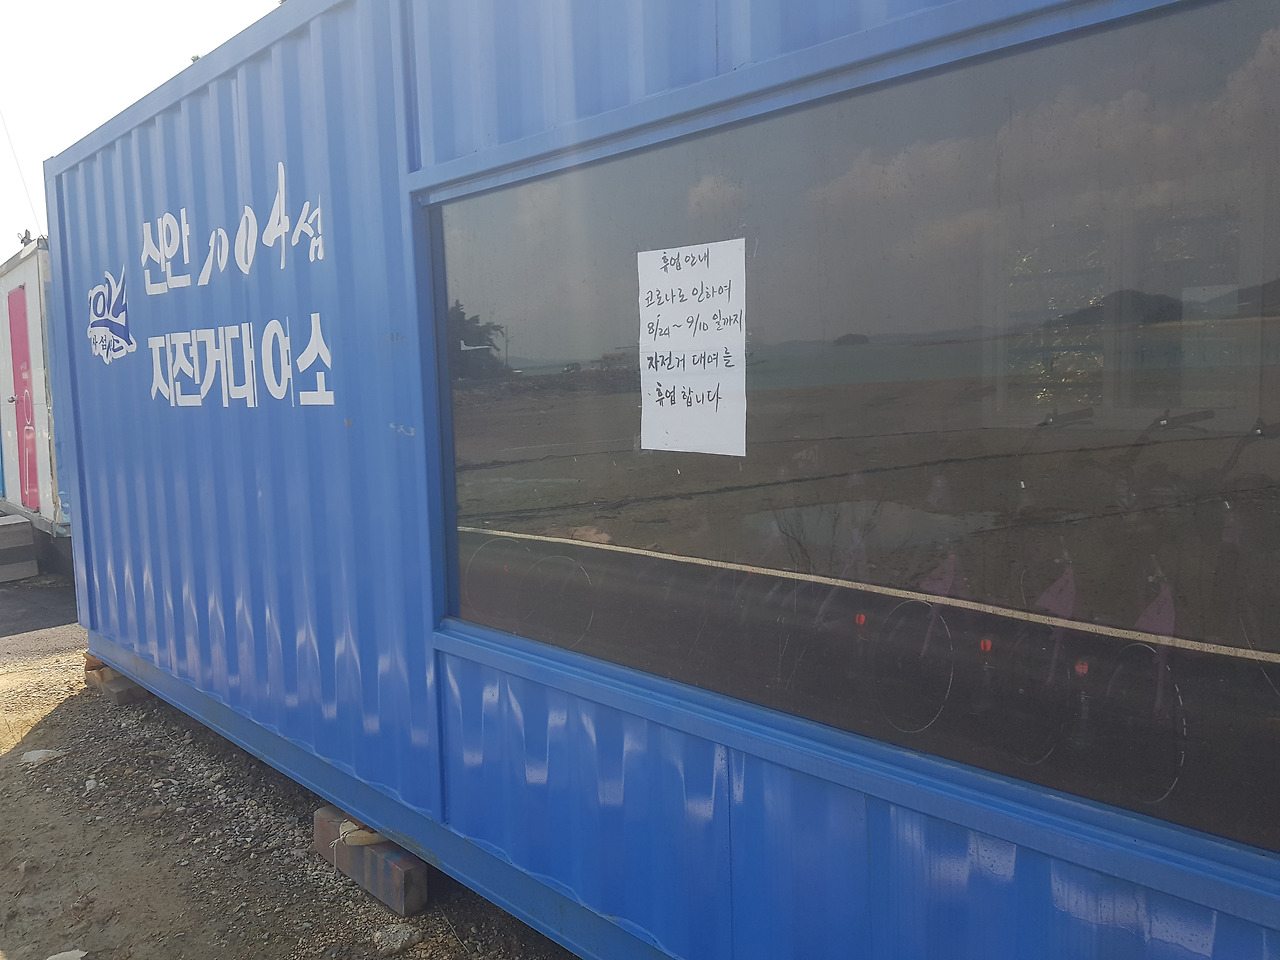 신안 1004섬
자전거대여소
휴업안내
코로나로 인하여
8/24~9/10 일까지
자전거 대여를
휴업합니다